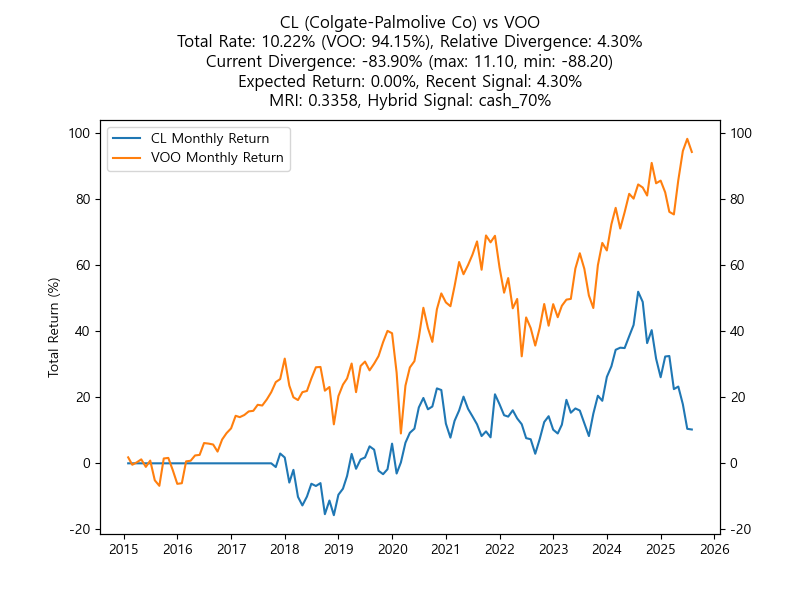 CL (Colgate-Palmolive Co) vs VOO
Total Rate: 10.22% (VOO: 94.15%), Relative Divergence: 4.30%
Current Divergence: -83.90% (max: 11.10, min: -88.20)
Expected Return: 0.00%, Recent Signal: 4.30%
MRI: 0.3358, Hybrid Signal: cash_70%
CL Monthly Return
VOO Monthly Return
Total Return (%)
100
80
60
40
20
0
-20
100
80
60
40
20
0
-20
2015 2016 2017 2018 2019 2020 2021 2022 2023 2024 2025 2026